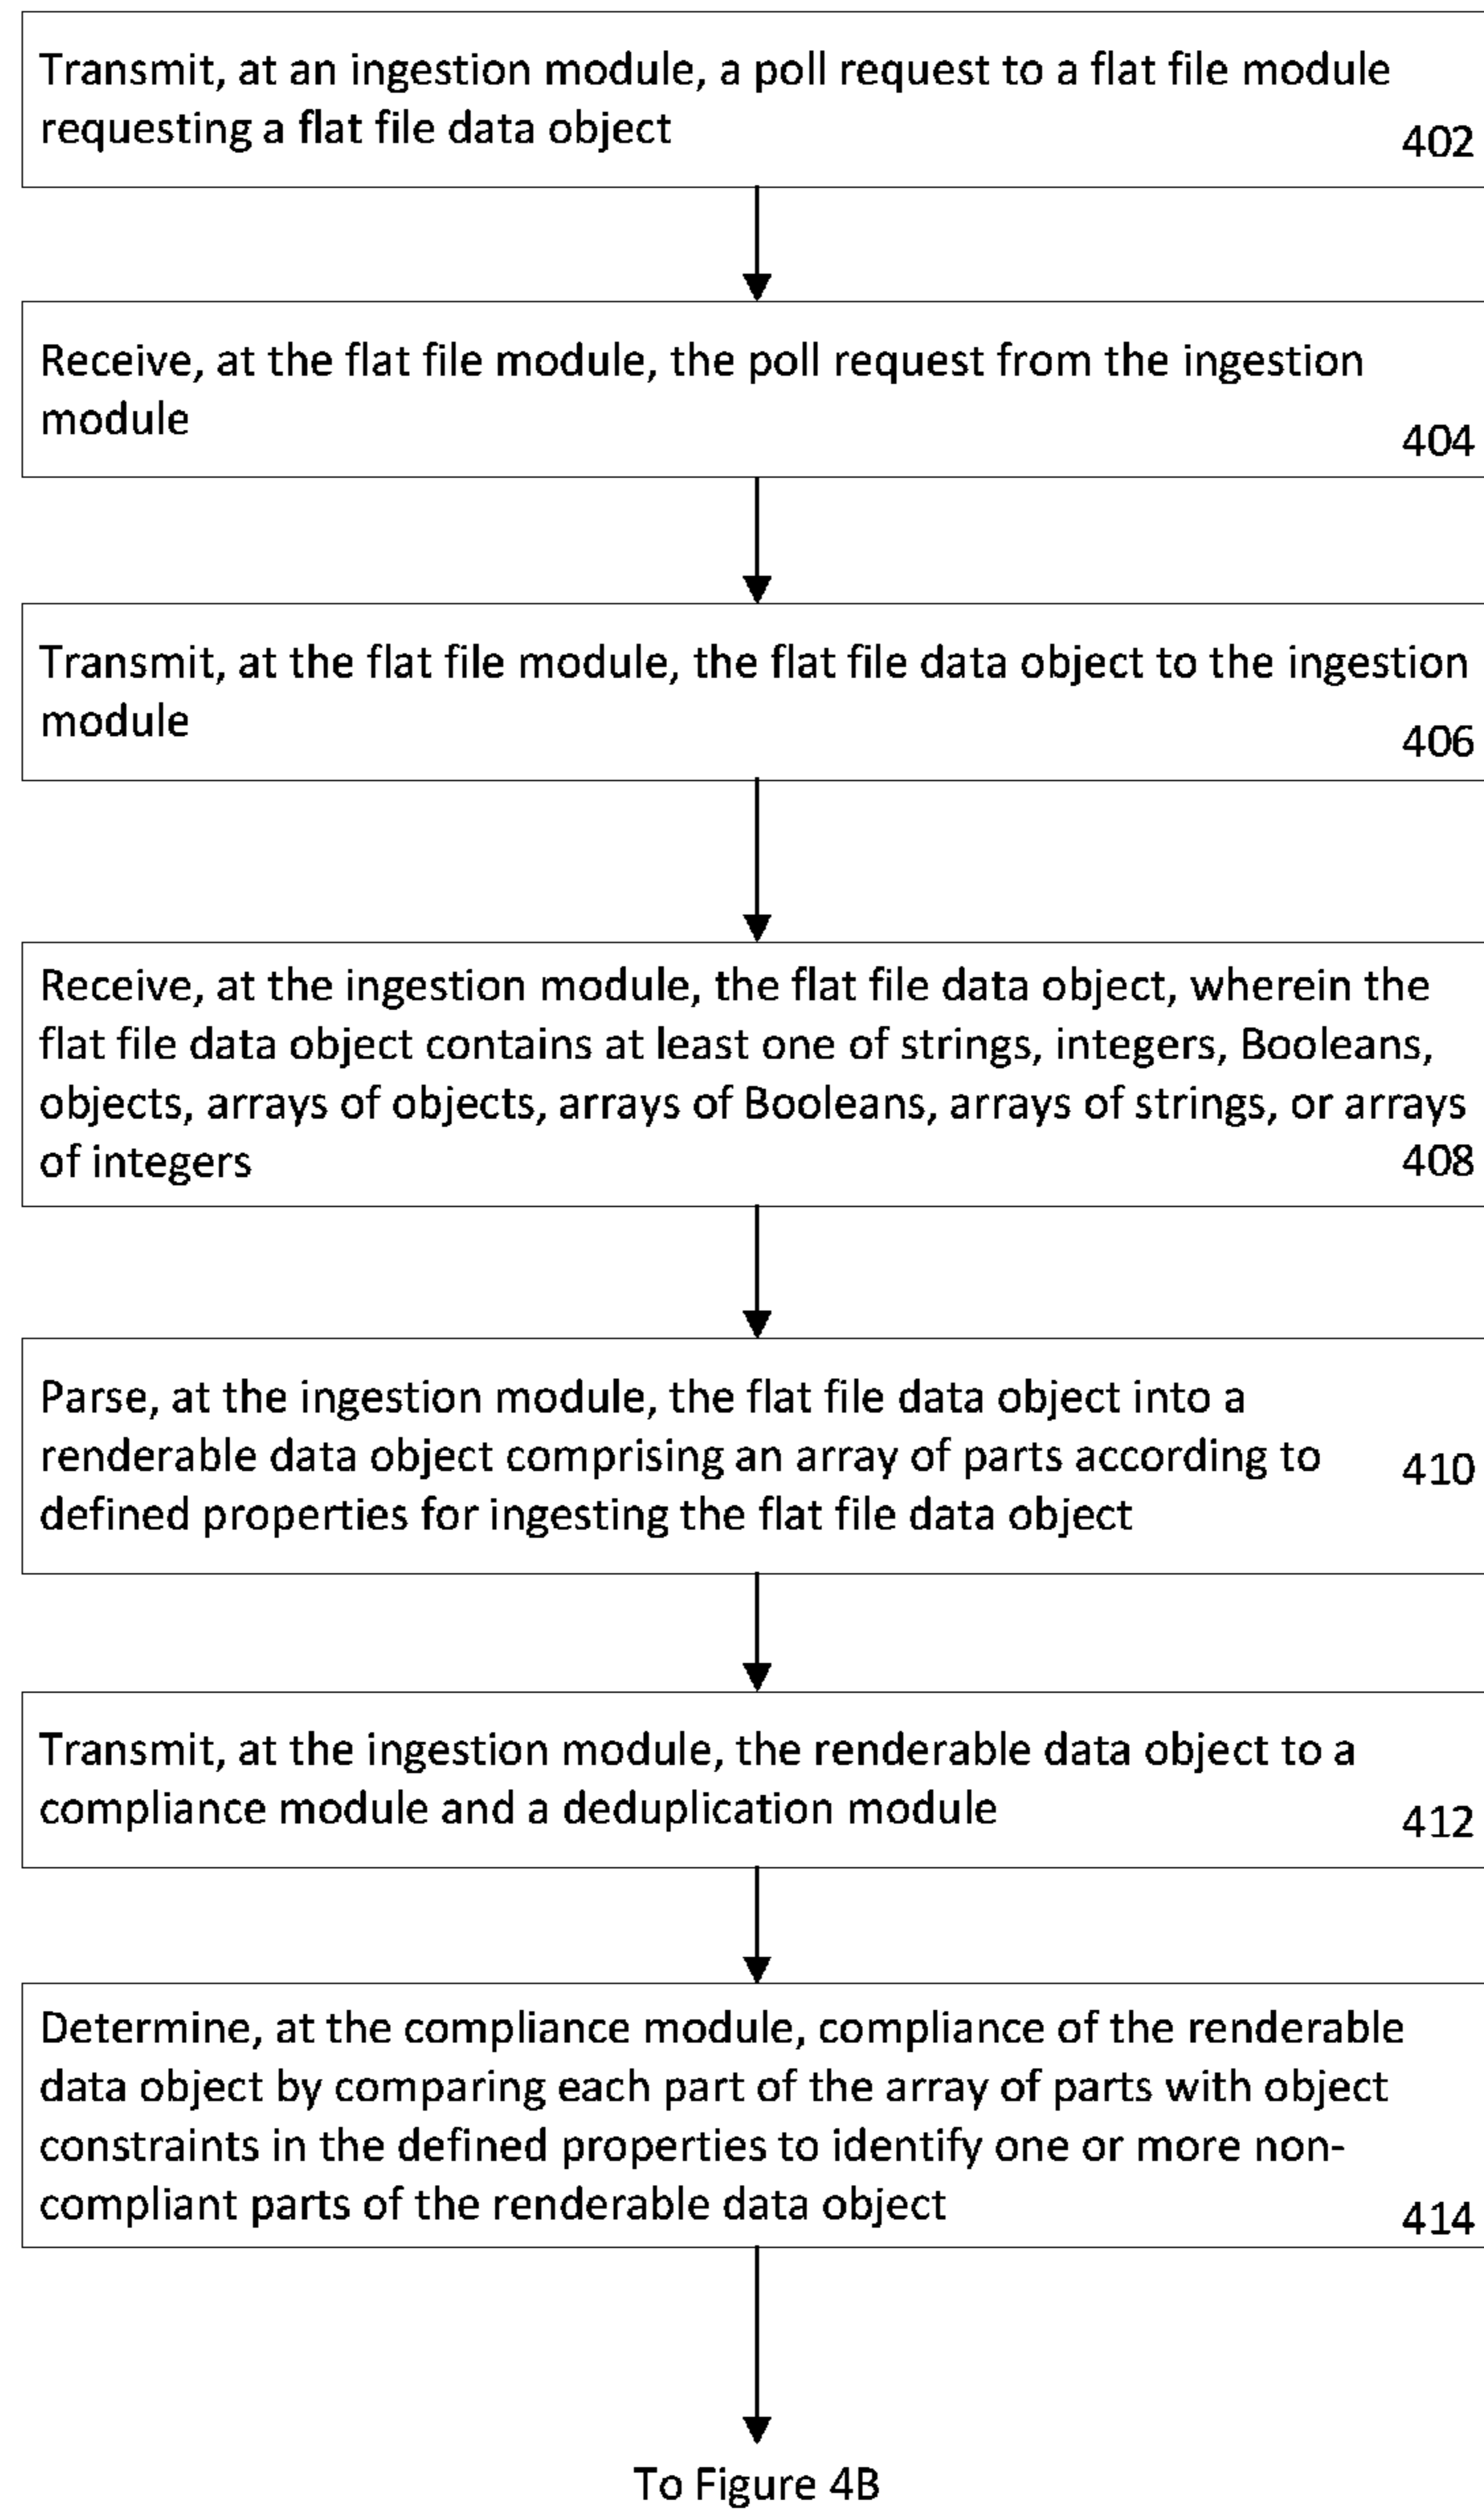 Transmit, at an ingestion module, a poll request to a flat file module
requesting a flat file data object
402
Receive, at the flat file module, the poll request from the ingestion
module
404
Transmit, at the flat file module, the flat file data object to the ingestion
module
406
Receive, at the ingestion module, the flat file data object, wherein the
flat file data object contains at least one of strings, integers, Booleans,
objects, arrays of objects, arrays of Booleans, arrays of strings, or arrays
of integers
408
Parse, at the ingestion module, the flat file data object into a
renderable data object comprising an array of parts according to
defined properties for ingesting the flat file data object
410
Transmit, at the ingestion module, the renderable data object to a
compliance module and a deduplication module
412
Determine, at the compliance module, compliance of the renderable
data object by comparing each part of the array of parts with object
constraints in the defined properties to identify one or more non-
compliant parts of the renderable data object
414
To Figure 4B